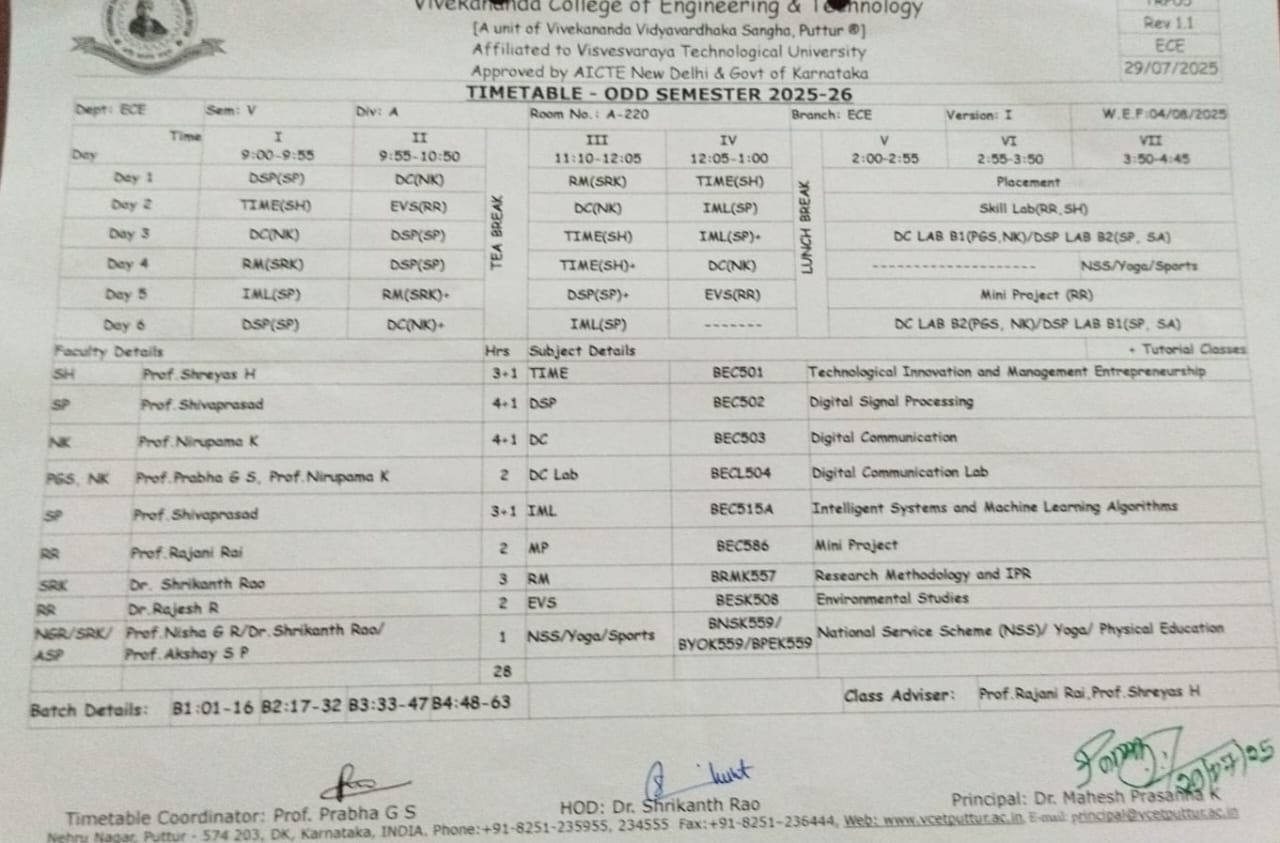 Vivekananda College of Engineering & Technology
[A unit of Vivekananda Vidyavardhaka Sangha, Puttur ®]
Affiliated to Visvesvaraya Technological University
Approved by AICTE New Delhi & Govt of Karnataka
Rev 1.1
ECE
29/07/2025
TIMETABLE - ODD SEMESTER 2025-26
Dept: ECE Sem: V Div: A Room No.: A-220 Branch: ECE Version: I W.E.F:04/08/2025
Time I II III IV V VI VII
Day 9:00-9:55 9:55-10:50 11:10-12:05 12:05-1:00 2:00-2:55 2:55-3:50 3:50-4:45
TEA BREAK
LUNCH BREAK
Day 1 DSP(SP) DC(NK) RM(SRK) TIME(SH) Placement
Day 2 TIME(SH) EVS(RR) DC(NK) IML(SP) Skill Lab(RR,SH)
Day 3 DC(NK) DSP(SP) TIME(SH) IML(SP)+ DC LAB B1(PGS,NK)/DSP LAB B2(SP, SA)
Day 4 RM(SRK) DSP(SP) TIME(SH)+ DC(NK) -------------------- NSS/Yoga/Sports
Day 5 IML(SP) RM(SRK)+ DSP(SP)+ EVS(RR) Mini Project (RR)
Day 6 DSP(SP) DC(NK)+ IML(SP) ------- DC LAB B2(PGS, NK)/DSP LAB B1(SP, SA)
Faculty Details Hrs Subject Details + Tutorial Classes
SH Prof.Shreyas H 3+1 TIME BEC501 Technological Innovation and Management Entrepreneurship
SP Prof.Shivaprasad 4+1 DSP BEC502 Digital Signal Processing
NK Prof.Nirupama K 4+1 DC BEC503 Digital Communication
PGS, NK Prof.Prabha G S, Prof.Nirupama K 2 DC Lab BECL504 Digital Communication Lab
SP Prof.Shivaprasad 3+1 IML BEC515A Intelligent Systems and Machine Learning Algorithms
RR Prof.Rajani Rai 2 MP BEC586 Mini Project
SRK Dr. Shrikanth Rao 3 RM BRMK557 Research Methodology and IPR
RR Dr.Rajesh R 2 EVS BESK508 Environmental Studies
NGR/SRK/ Prof.Nisha G R/Dr.Shrikanth Rao/ 1 NSS/Yoga/Sports BNSK559/ National Service Scheme (NSS)/ Yoga/ Physical Education
ASP Prof.Akshay S P BYOK559/BPEK559
28
Batch Details: B1:01-16 B2:17-32 B3:33-47 B4:48-63 Class Adviser: Prof.Rajani Rai,Prof.Shreyas H
Timetable Coordinator: Prof. Prabha G S HOD: Dr. Shrikanth Rao Principal: Dr. Mahesh Prasanna K
Nehru Nagar, Puttur - 574 203, DK, Karnataka, INDIA. Phone:+91-8251-235955, 234555 Fax:+91-8251-236444, Web: www.vcetputtur.ac.in, E-mail: principal@vcetputtur.ac.in